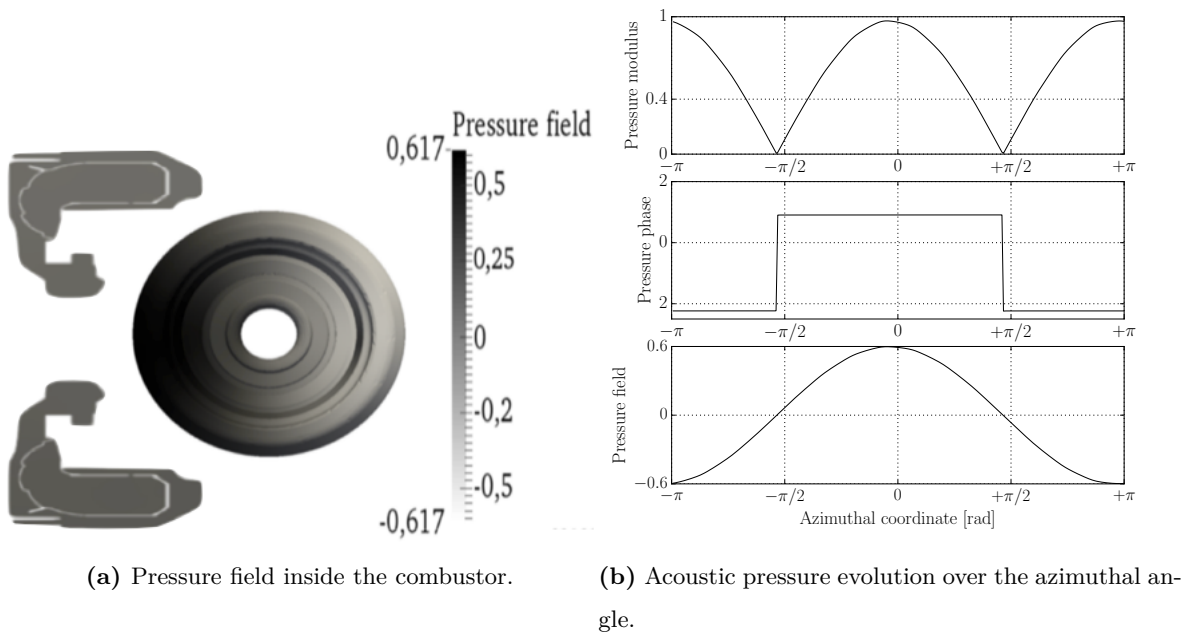 Pressure field
0,617
0,5
0,25
0
-0,2
-0,5
-0,617
Pressure modulus
1
0.4
0
−π −π/2 0 +π/2 +π
Pressure phase
2
0
2
−π −π/2 0 +π/2 +π
Pressure field
0.6
0
−0.6
−π −π/2 0 +π/2 +π
Azimuthal coordinate [rad]
(a) Pressure field inside the combustor.
(b) Acoustic pressure evolution over the azimuthal an-
gle.